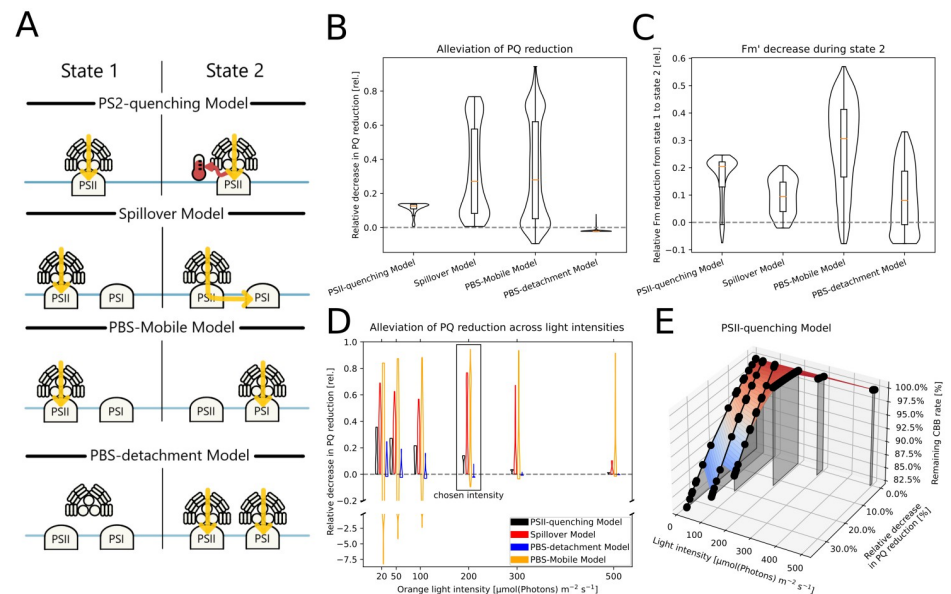 A
State 1
State 2
PS2-quenching Model
PSII
PSII
Spillover Model
PSII
PSI
PSII
PSI
PBS-Mobile Model
PSII
PSI
PSII
PSI
PBS-detachment Model
PSII
PSI
PSII
PSI
B
Alleviation of PQ reduction
Relative decrease in PQ reduction [rel.]
0.8
0.6
0.4
0.2
0.0
PSII-quenching Model
Spillover Model
PBS-Mobile Model
PBS-detachment Model
C
Fm' decrease during state 2
Relative Fm reduction from state 1 to state 2 [rel.]
0.6
0.5
0.4
0.3
0.2
0.1
0.0
−0.1
PSII-quenching Model
Spillover Model
PBS-Mobile Model
PBS-detachment Model
D
Alleviation of PQ reduction across light intensities
Relative decrease in PQ reduction [rel.]
1.0
0.8
0.6
0.4
0.2
0.0
−0.2
−2.5
−5.0
−7.5
chosen intensity
PSII-quenching Model
Spillover Model
PBS-detachment Model
PBS-Mobile Model
20
50
100
200
300
500
Orange light intensity [μmol(Photons) m⁻² s⁻¹]
E
PSII-quenching Model
100.0%
97.5%
95.0%
92.5%
90.0%
87.5%
85.0%
82.5%
Remaining CBB rate [%]
0.0%
10.0%
20.0%
30.0%
Relative decrease
in PQ reduction [%]
0
100
200
300
400
500
Light intensity [μmol(Photons) m⁻² s⁻¹]